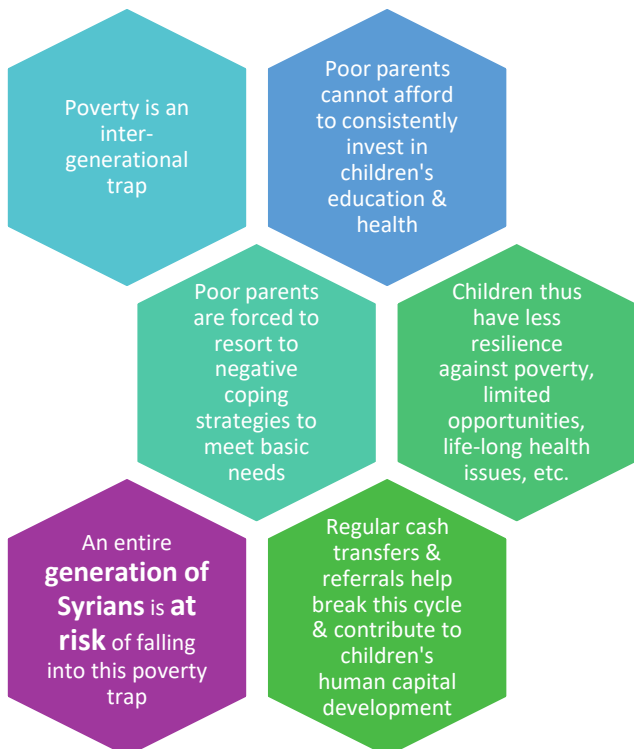 Poverty is an
inter-
generational
trap
Poor parents
cannot afford
to consistently
invest in
children's
education &
health
Poor parents
are forced to
resort to
negative
coping
strategies to
meet basic
needs
Children thus
have less
resilience
against poverty,
limited
opportunities,
life-long health
issues, etc.
An entire
generation of
Syrians is at
risk of falling
into this poverty
trap
Regular cash
transfers &
referrals help
break this cycle
& contribute to
children's
human capital
development